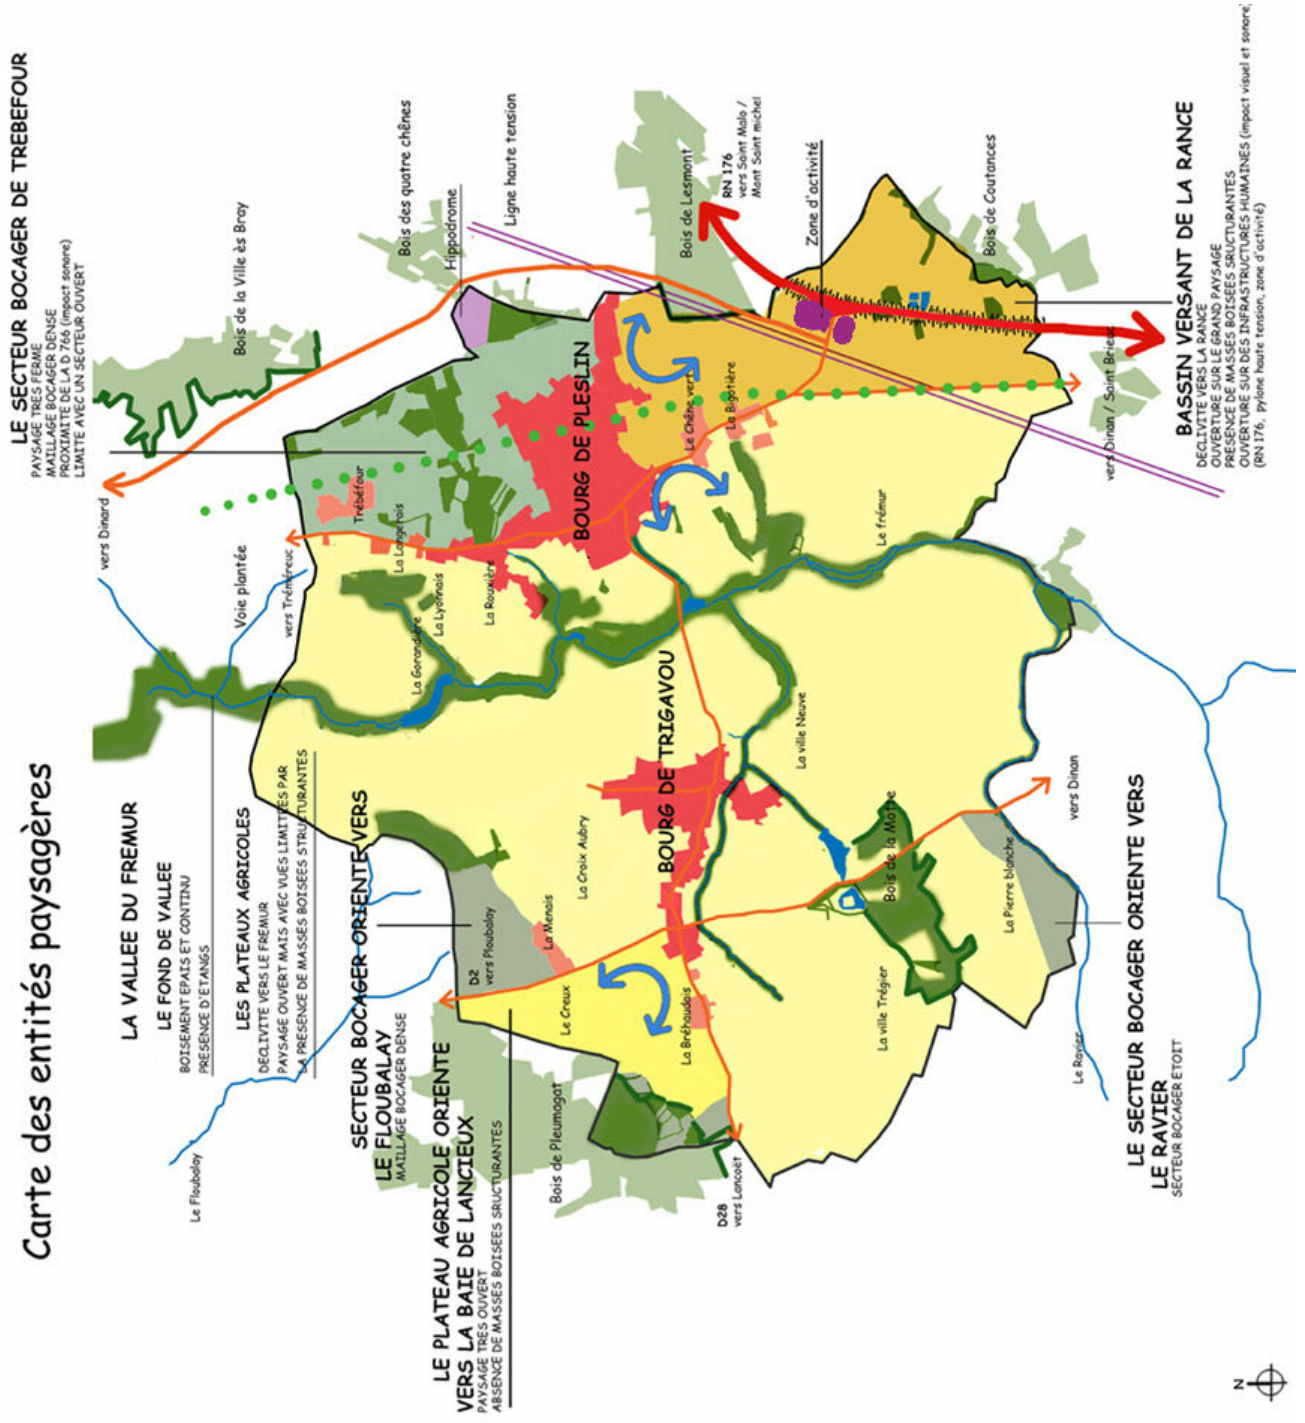 Carte des entités paysagères
LA VALLEE DU FREMUR
LE FOND DE VALLEE
BOISEMENT EPAIS ET CONTINU
PRESENCE D'ETANGS
LES PLATEAUX AGRICOLES
DECLIVITE VERS LE FREMUR
PAYSAGE OUVERT MAIS AVEC VUES LIMITEES PAR
LA PRESENCE DE MASSES BOISEES STRUCTURANTES
SECTEUR BOCAGER ORIENTE VERS
LE FLOUBALAY
MAILLAGE BOCAGER DENSE
LE PLATEAU AGRICOLE ORIENTE
VERS LA BAIE DE LANCIEUX
PAYSAGE TRES OUVERT
ABSENCE DE MASSES BOISEES SRUCTURANTES
LE SECTEUR BOCAGER DE TREBEFOUR
PAYSAGE TRES FERME
MAILLAGE BOCAGER DENSE
PROXIMITE DE LA D 766 (impact sonore)
LIMITE AVEC UN SECTEUR OUVERT
Bois de la Ville ès Bray
Bois des quatre chênes
Hippodrome
Ligne haute tension
Bois de Lesmont
RN 176
vers Saint Malo /
Mont Saint michel
Zone d'activité
Bois de Coutances
BASSIN VERSANT DE LA RANCE
DECLIVITE VERS LA RANCE
OUVERTURE SUR LE GRAND PAYSAGE
PRESENCE DE MASSES BOISEES SRUCTURANTES
OUVERTURE SUR DES INFRASTRUCTURES HUMAINES (impact visuel et sonore)
(RN 176, pylone haute tension, zone d'activité)
vers Dinan / Saint Brieuc
vers Dinard
Voie plantée
vers Tréméreuc
Trébéfour
La Langerais
La Lyonnais
La Gorandière
La Rouxière
BOURG DE PLESLIN
Le Chêne vert
La Bigotière
Le frémur
BOURG DE TRIGAVOU
La ville Neuve
La Croix Aubry
La Menais
D2
vers Ploubalay
Le Creux
La Bréhaudais
Bois de la Motte
La Pierre blanche
vers Dinan
La ville Trégier
Le Ravier
LE SECTEUR BOCAGER ORIENTE VERS
LE RAVIER
SECTEUR BOCAGER ETOIT
Le Floubalay
Bois de Pleumagat
D28
vers Lancoët
N